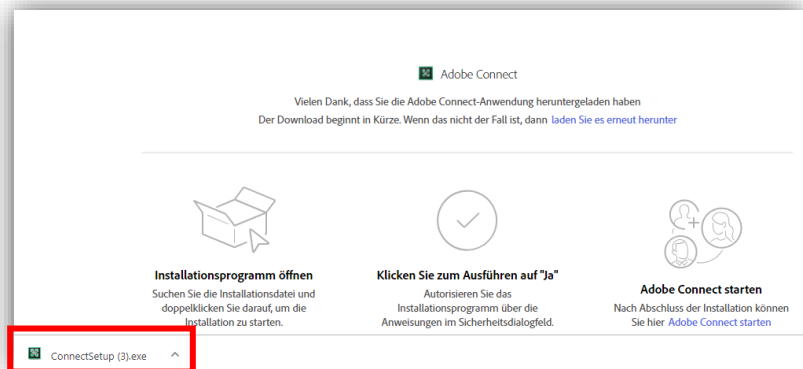 Adobe Connect
Vielen Dank, dass Sie die Adobe Connect-Anwendung heruntergeladen haben
Der Download beginnt in Kürze. Wenn das nicht der Fall ist, dann laden Sie es erneut herunter
Installationsprogramm öffnen
Suchen Sie die Installationsdatei und
doppelklicken Sie darauf, um die
Installation zu starten.
Klicken Sie zum Ausführen auf "Ja"
Autorisieren Sie das
Installationsprogramm über die
Anweisungen im Sicherheitsdialogfeld.
Adobe Connect starten
Nach Abschluss der Installation können
Sie hier Adobe Connect starten
ConnectSetup (3).exe